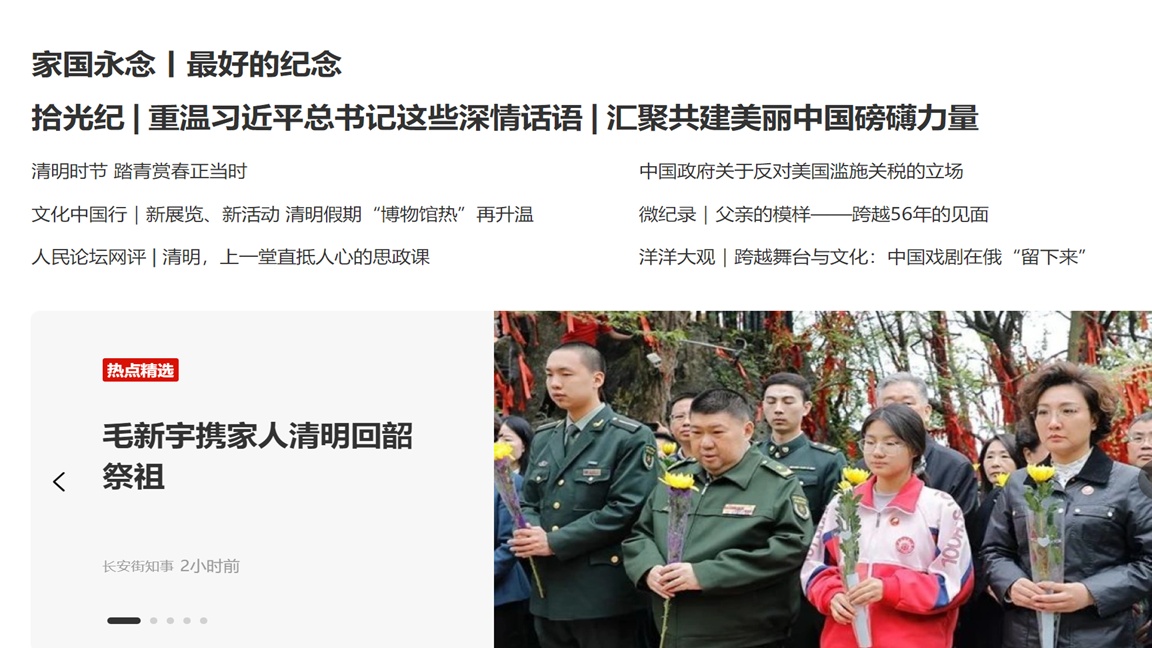 家国永念丨最好的纪念
拾光纪 | 重温习近平总书记这些深情话语 | 汇聚共建美丽中国磅礴力量
清明时节 踏青赏春正当时
中国政府关于反对美国滥施关税的立场
文化中国行｜新展览、新活动 清明假期“博物馆热”再升温
微纪录｜父亲的模样——跨越56年的见面
人民论坛网评 | 清明，上一堂直抵人心的思政课
洋洋大观｜跨越舞台与文化：中国戏剧在俄“留下来”
热点精选
毛新宇携家人清明回韶
祭祖
长安街知事 2小时前